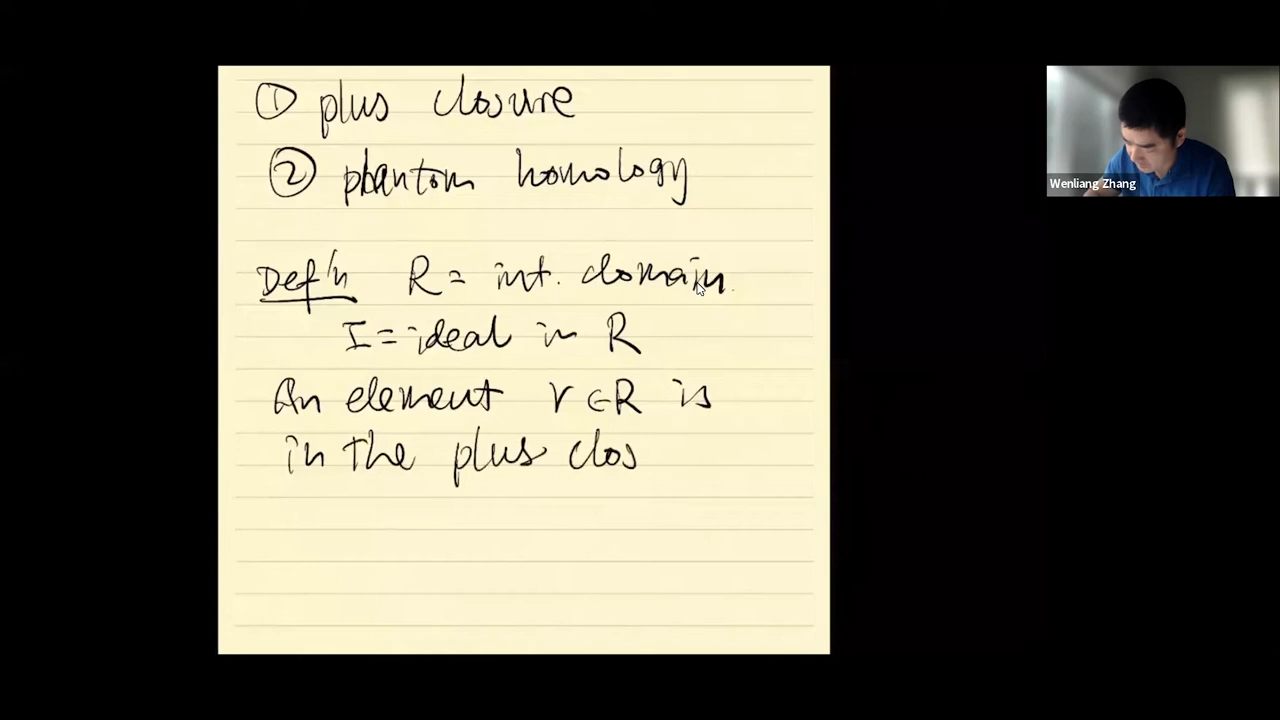 ① plus closure
② phantom homology
Def'n R = int. domain.
I = ideal in R
An element r ∈ R is
in the plus clos
Wenliang Zhang